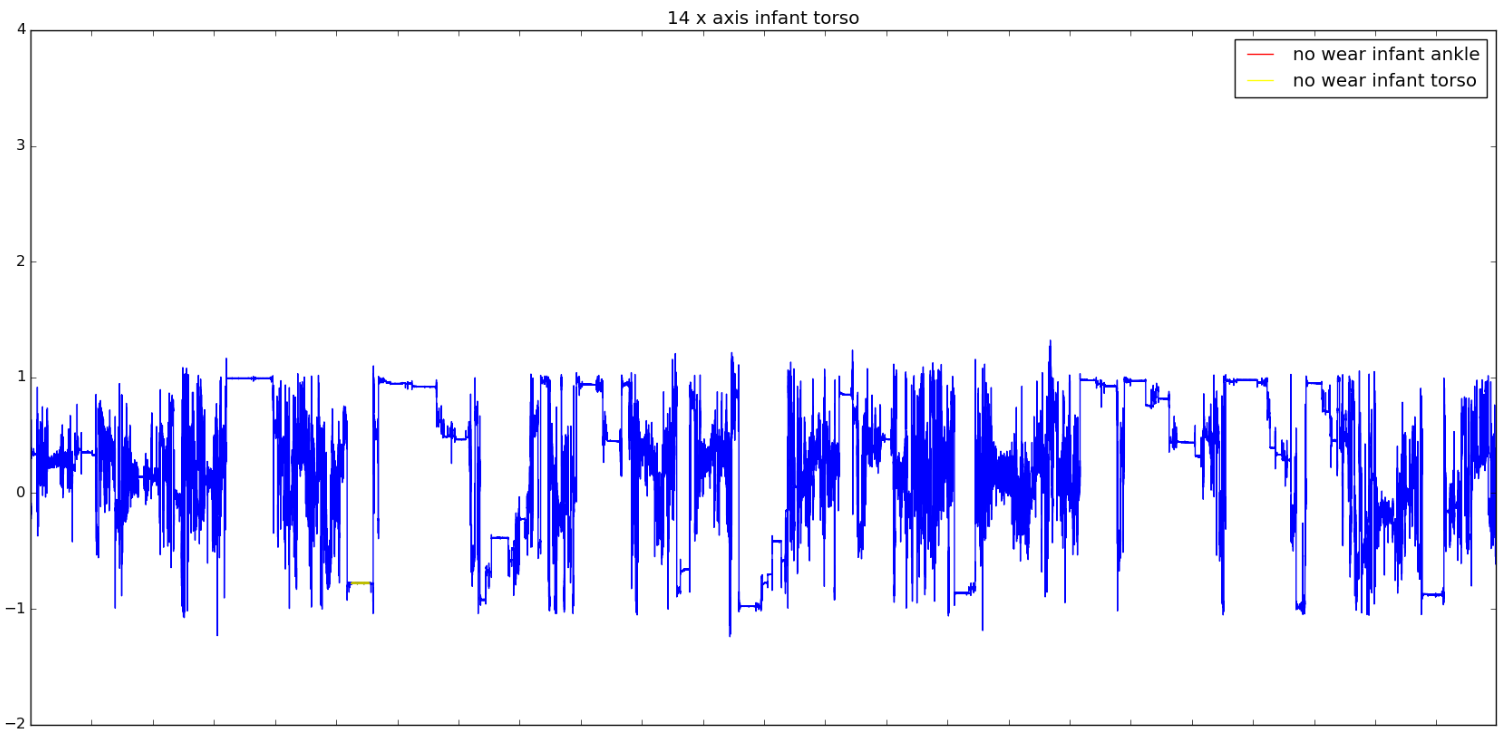 14 x axis infant torso
4
no wear infant ankle
no wear infant torso
3
2
1
0
−1
−2